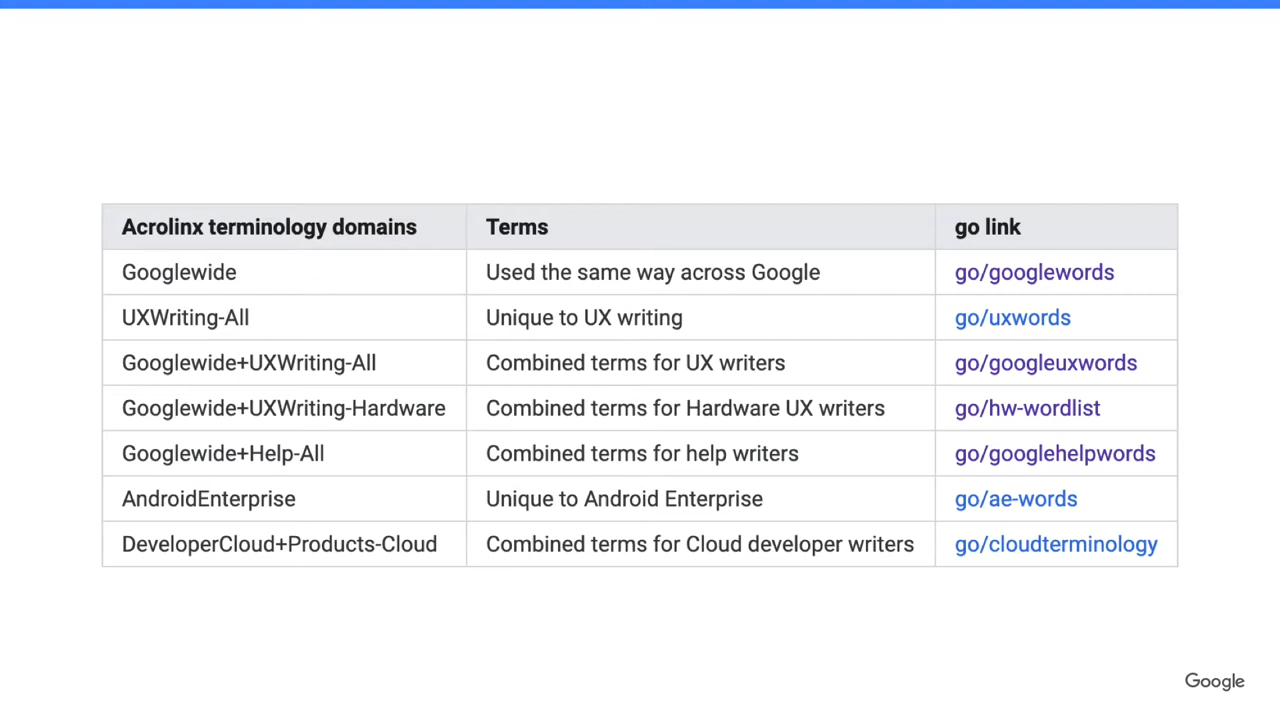 Acrolinx terminology domains Terms go link
Googlewide Used the same way across Google go/googlewords
UXWriting-All Unique to UX writing go/uxwords
Googlewide+UXWriting-All Combined terms for UX writers go/googleuxwords
Googlewide+UXWriting-Hardware Combined terms for Hardware UX writers go/hw-wordlist
Googlewide+Help-All Combined terms for help writers go/googlehelpwords
AndroidEnterprise Unique to Android Enterprise go/ae-words
DeveloperCloud+Products-Cloud Combined terms for Cloud developer writers go/cloudterminology
Google